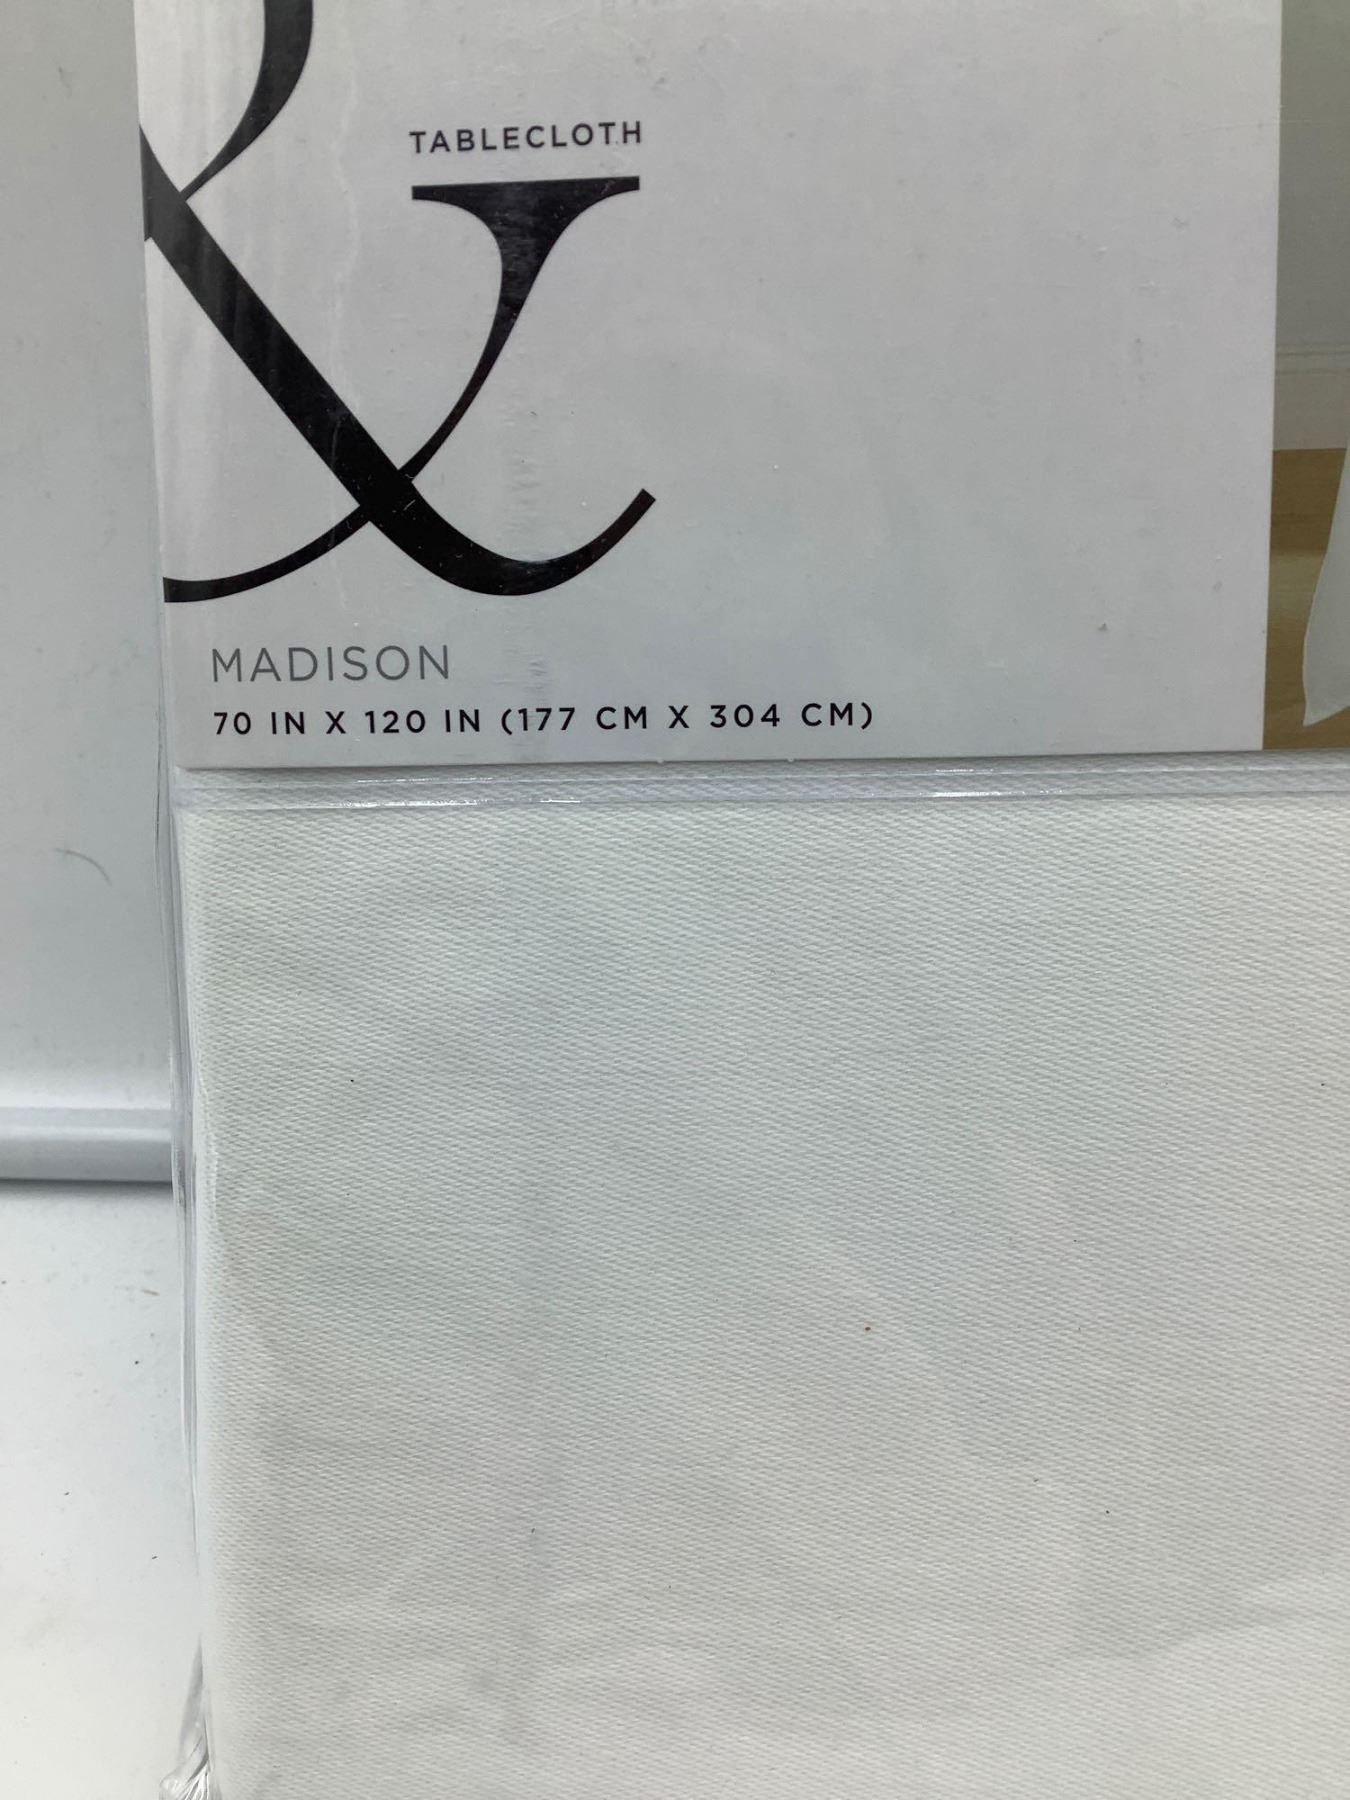 &
TABLECLOTH
MADISON
70 IN X 120 IN (177 CM X 304 CM)